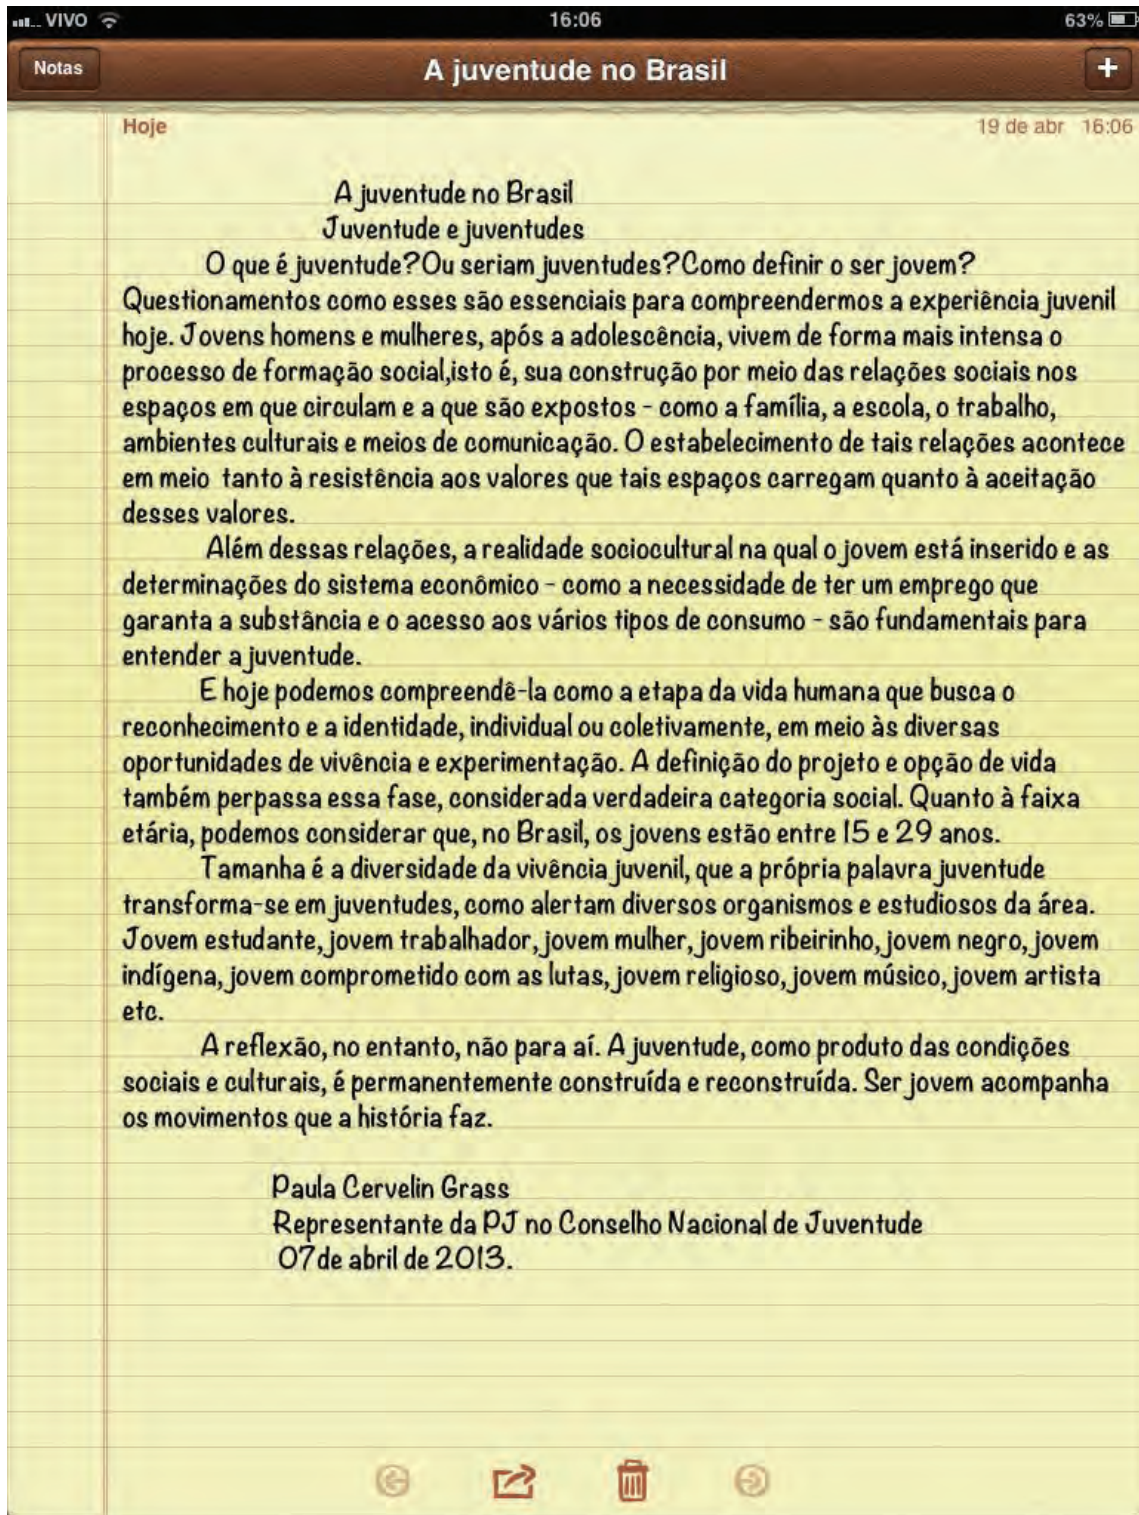 VIVO 16:06 63%
Notas A juventude no Brasil +
Hoje 19 de abr 16:06
A juventude no Brasil
Juventude e juventudes
O que é juventude?Ou seriam juventudes?Como definir o ser jovem?
Questionamentos como esses são essenciais para compreendermos a experiência juvenil
hoje. Jovens homens e mulheres, após a adolescência, vivem de forma mais intensa o
processo de formação social,isto é, sua construção por meio das relações sociais nos
espaços em que circulam e a que são expostos - como a família, a escola, o trabalho,
ambientes culturais e meios de comunicação. O estabelecimento de tais relações acontece
em meio tanto à resistência aos valores que tais espaços carregam quanto à aceitação
desses valores.
Além dessas relações, a realidade sociocultural na qual o jovem está inserido e as
determinações do sistema econômico - como a necessidade de ter um emprego que
garanta a substância e o acesso aos vários tipos de consumo - são fundamentais para
entender a juventude.
E hoje podemos compreendê-la como a etapa da vida humana que busca o
reconhecimento e a identidade, individual ou coletivamente, em meio às diversas
oportunidades de vivência e experimentação. A definição do projeto e opção de vida
também perpassa essa fase, considerada verdadeira categoria social. Quanto à faixa
etária, podemos considerar que, no Brasil, os jovens estão entre 15 e 29 anos.
Tamanha é a diversidade da vivência juvenil, que a própria palavra juventude
transforma-se em juventudes, como alertam diversos organismos e estudiosos da área.
Jovem estudante, jovem trabalhador, jovem mulher, jovem ribeirinho, jovem negro, jovem
indígena, jovem comprometido com as lutas, jovem religioso, jovem músico, jovem artista
etc.
A reflexão, no entanto, não para aí. A juventude, como produto das condições
sociais e culturais, é permanentemente construída e reconstruída. Ser jovem acompanha
os movimentos que a história faz.
Paula Cervelin Grass
Representante da PJ no Conselho Nacional de Juventude
07de abril de 2013.